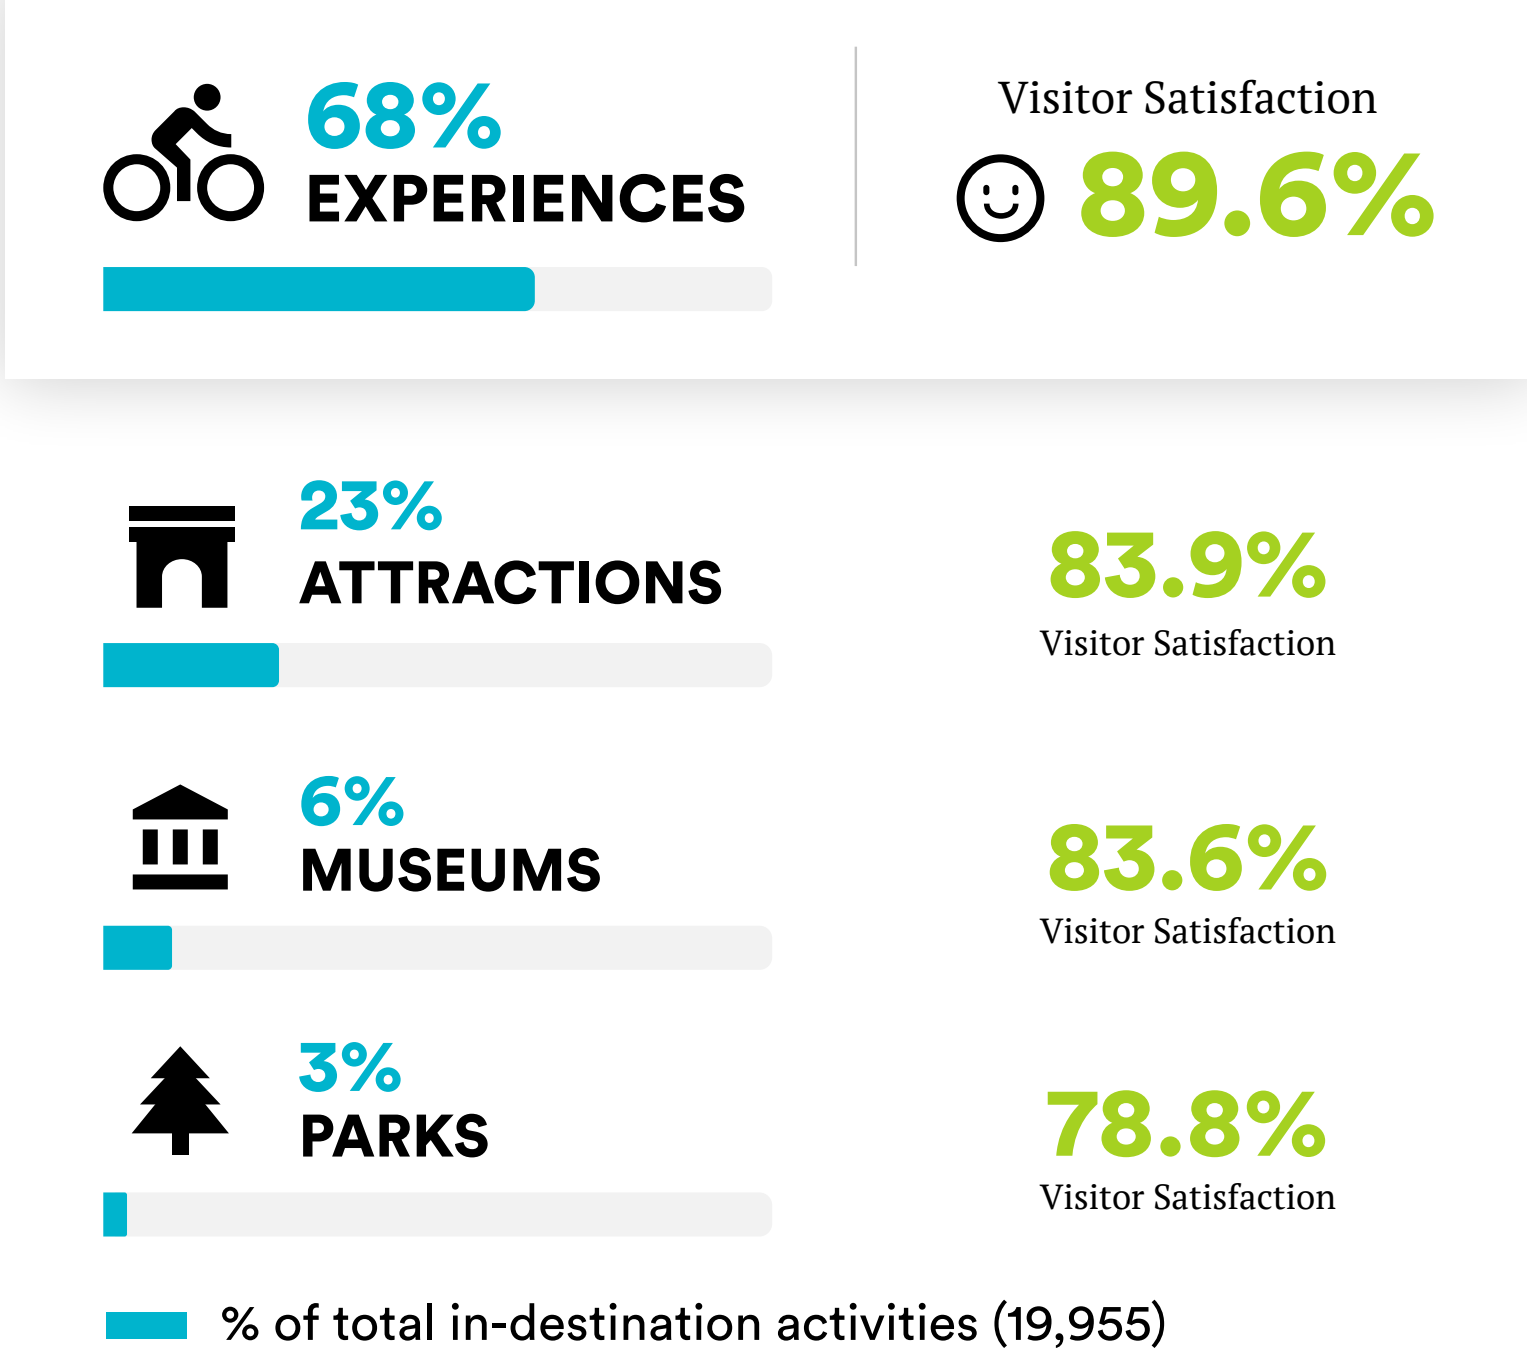 68%
EXPERIENCES
Visitor Satisfaction
89.6%
23%
ATTRACTIONS
83.9%
Visitor Satisfaction
6%
MUSEUMS
83.6%
Visitor Satisfaction
3%
PARKS
78.8%
Visitor Satisfaction
% of total in-destination activities (19,955)